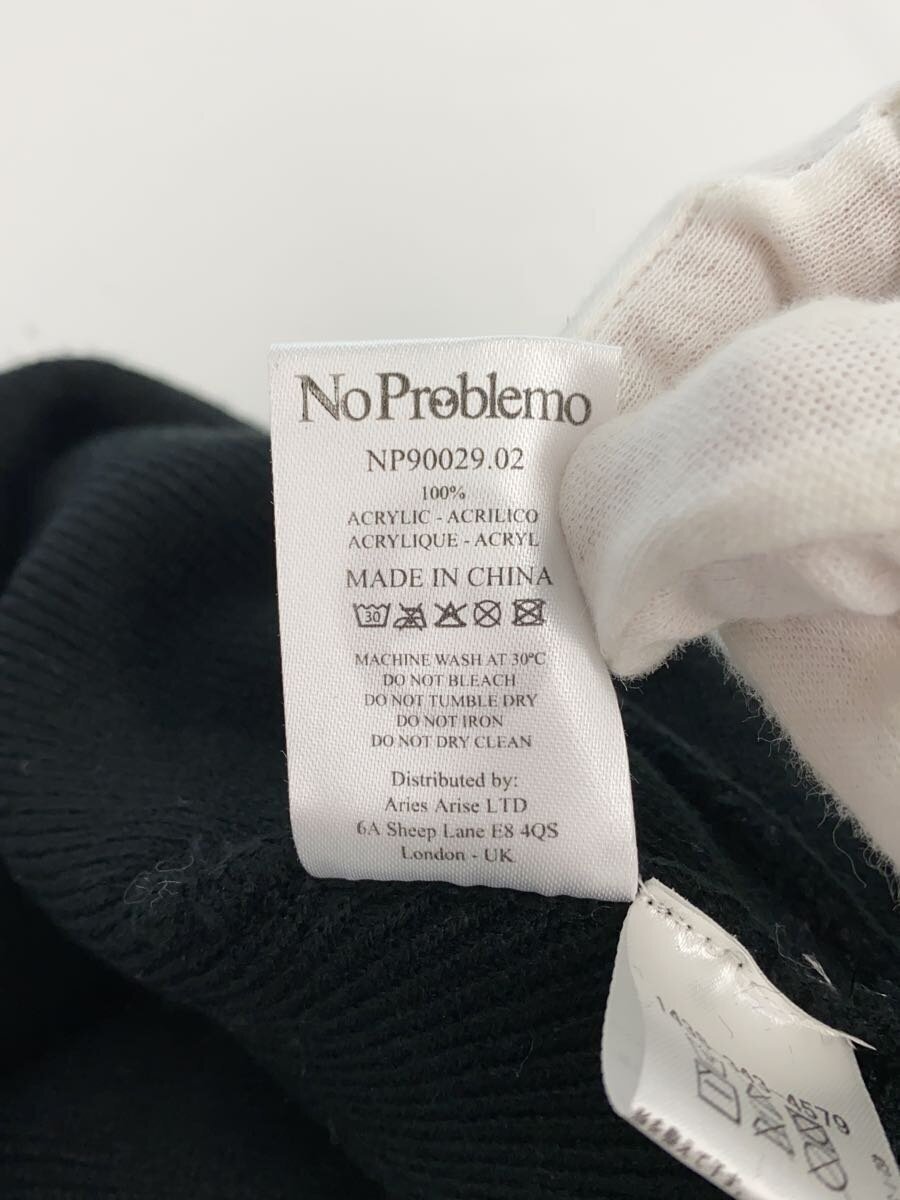 No Problemo
NP90029.02
100%
ACRYLIC - ACRILICO
ACRYLIQUE - ACRYL
MADE IN CHINA
30
MACHINE WASH AT 30ºC
DO NOT BLEACH
DO NOT TUMBLE DRY
DO NOT IRON
DO NOT DRY CLEAN
Distributed by:
Aries Arise LTD
6A Sheep Lane E8 4QS
London - UK